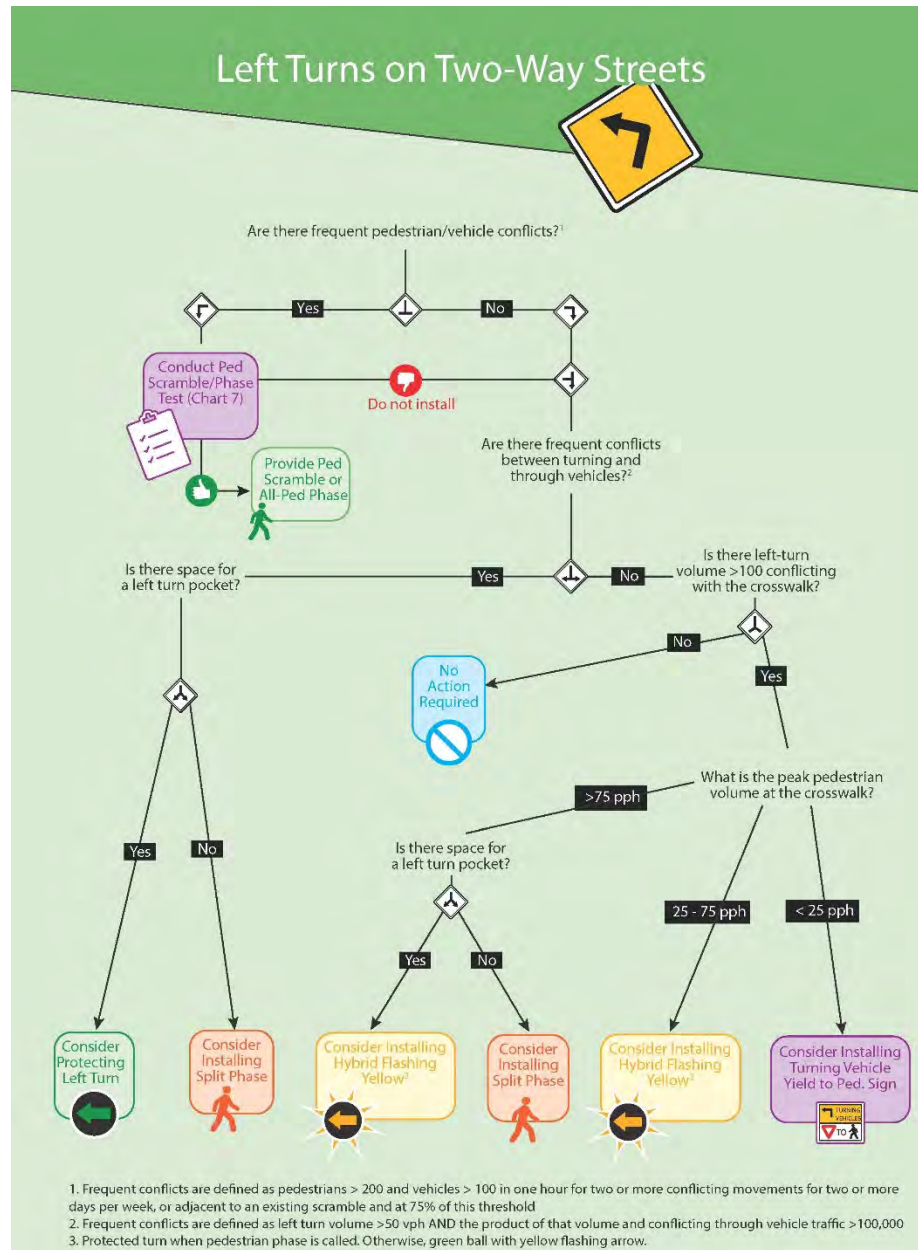 Left Turns on Two-Way Streets
Are there frequent pedestrian/vehicle conflicts?¹
Yes
No
Conduct Ped
Scramble/Phase
Test (Chart 7)
Do not install
Provide Ped
Scramble or
All-Ped Phase
Are there frequent conflicts
between turning and
through vehicles?²
Is there space for
a left turn pocket?
Yes
No
Is there left-turn
volume >100 conflicting
with the crosswalk?
No
Yes
No
Action
Required
What is the peak pedestrian
volume at the crosswalk?
>75 pph
Is there space for
a left turn pocket?
Yes
No
25 - 75 pph
< 25 pph
Yes
No
Consider
Protecting
Left Turn
Consider
Installing
Split Phase
Consider Installing
Hybrid Flashing
Yellow³
Consider
Installing
Split Phase
Consider Installing
Hybrid Flashing
Yellow³
Consider Installing
Turning Vehicle
Yield to Ped. Sign
TURNING
VEHICLES
TO
1. Frequent conflicts are defined as pedestrians > 200 and vehicles > 100 in one hour for two or more conflicting movements for two or more
days per week, or adjacent to an existing scramble and at 75% of this threshold
2. Frequent conflicts are defined as left turn volume >50 vph AND the product of that volume and conflicting through vehicle traffic >100,000
3. Protected turn when pedestrian phase is called. Otherwise, green ball with yellow flashing arrow.